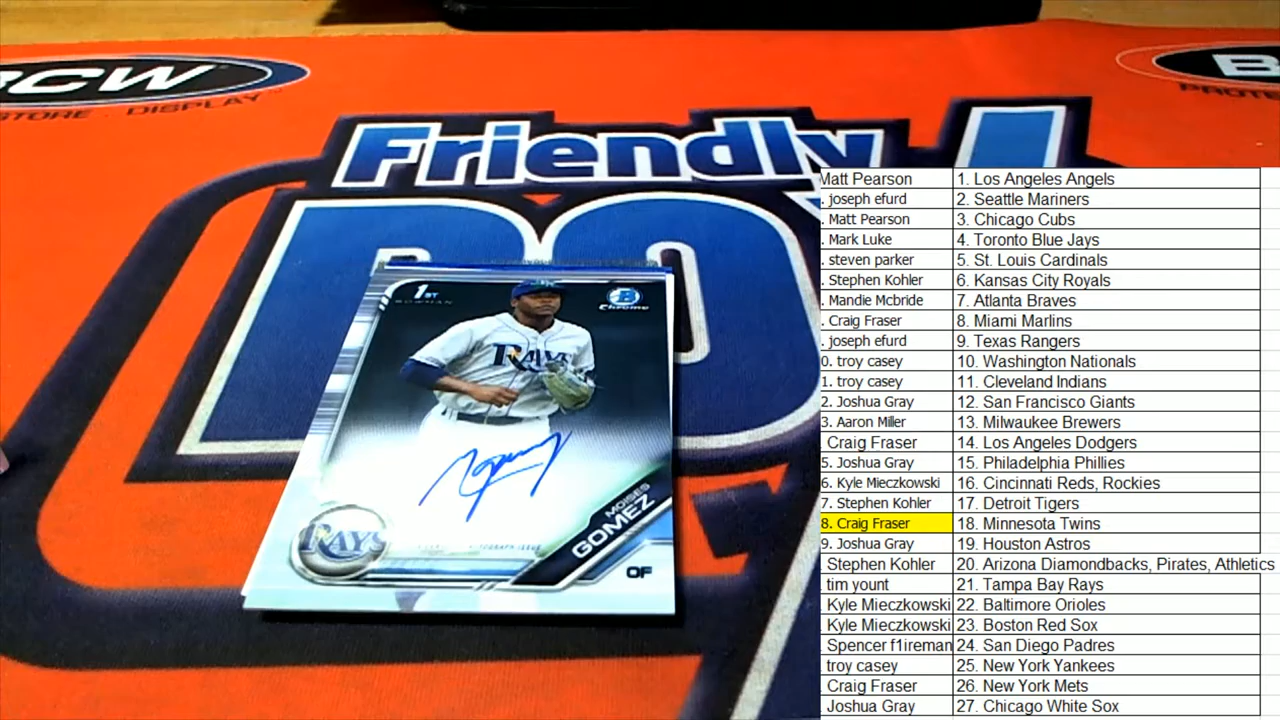 BCW
STORE · DISPLAY
B
PROTE
Friendly
1ST
BOWMAN
B
Chrome
RAYS
RAYS
AUTOGRAPH ISSUE
MOISES
GOMEZ
OF
Matt Pearson 1. Los Angeles Angels
. joseph efurd 2. Seattle Mariners
. Matt Pearson 3. Chicago Cubs
. Mark Luke 4. Toronto Blue Jays
. steven parker 5. St. Louis Cardinals
. Stephen Kohler 6. Kansas City Royals
. Mandie Mcbride 7. Atlanta Braves
. Craig Fraser 8. Miami Marlins
. joseph efurd 9. Texas Rangers
0. troy casey 10. Washington Nationals
1. troy casey 11. Cleveland Indians
2. Joshua Gray 12. San Francisco Giants
3. Aaron Miller 13. Milwaukee Brewers
Craig Fraser 14. Los Angeles Dodgers
5. Joshua Gray 15. Philadelphia Phillies
6. Kyle Mieczkowski 16. Cincinnati Reds, Rockies
7. Stephen Kohler 17. Detroit Tigers
8. Craig Fraser 18. Minnesota Twins
9. Joshua Gray 19. Houston Astros
Stephen Kohler 20. Arizona Diamondbacks, Pirates, Athletics
. tim yount 21. Tampa Bay Rays
. Kyle Mieczkowski 22. Baltimore Orioles
. Kyle Mieczkowski 23. Boston Red Sox
. Spencer f1ireman 24. San Diego Padres
troy casey 25. New York Yankees
. Craig Fraser 26. New York Mets
. Joshua Gray 27. Chicago White Sox